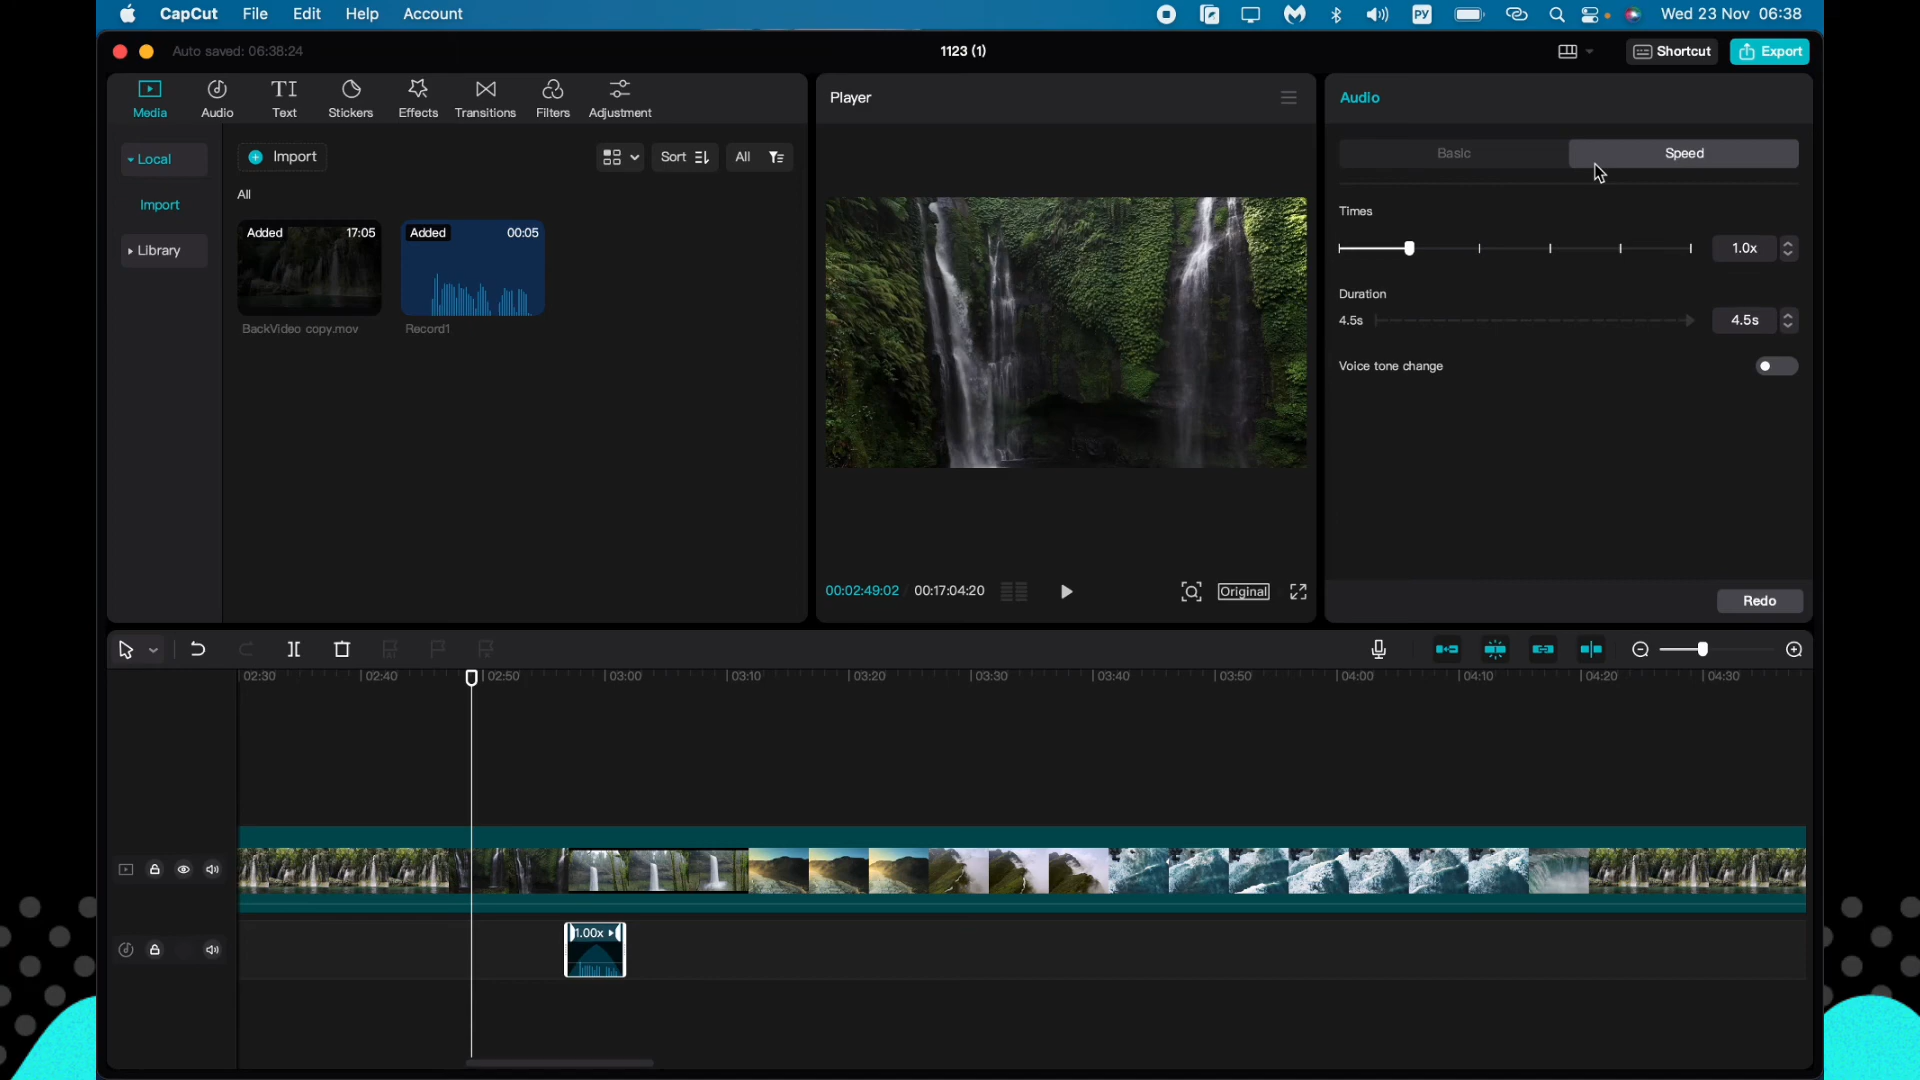 CapCut File Edit Help Account РУ Wed 23 Nov 06:38
Auto saved: 06:38:24 1123 (1) Shortcut Export
Media Audio Text Stickers Effects Transitions Filters Adjustment
Local
Import
Library
Import Sort All
All
Added 17:05
BackVideo copy.mov
Added 00:05
Record1
Player
00:02:49:02 00:17:04:20 Original
Audio
Basic Speed
Times
1.0x
Duration
4.5s 4.5s
Voice tone change
Redo
02:30 02:40 02:50 03:00 03:10 03:20 03:30 03:40 03:50 04:00 04:10 04:20 04:30
1.00x